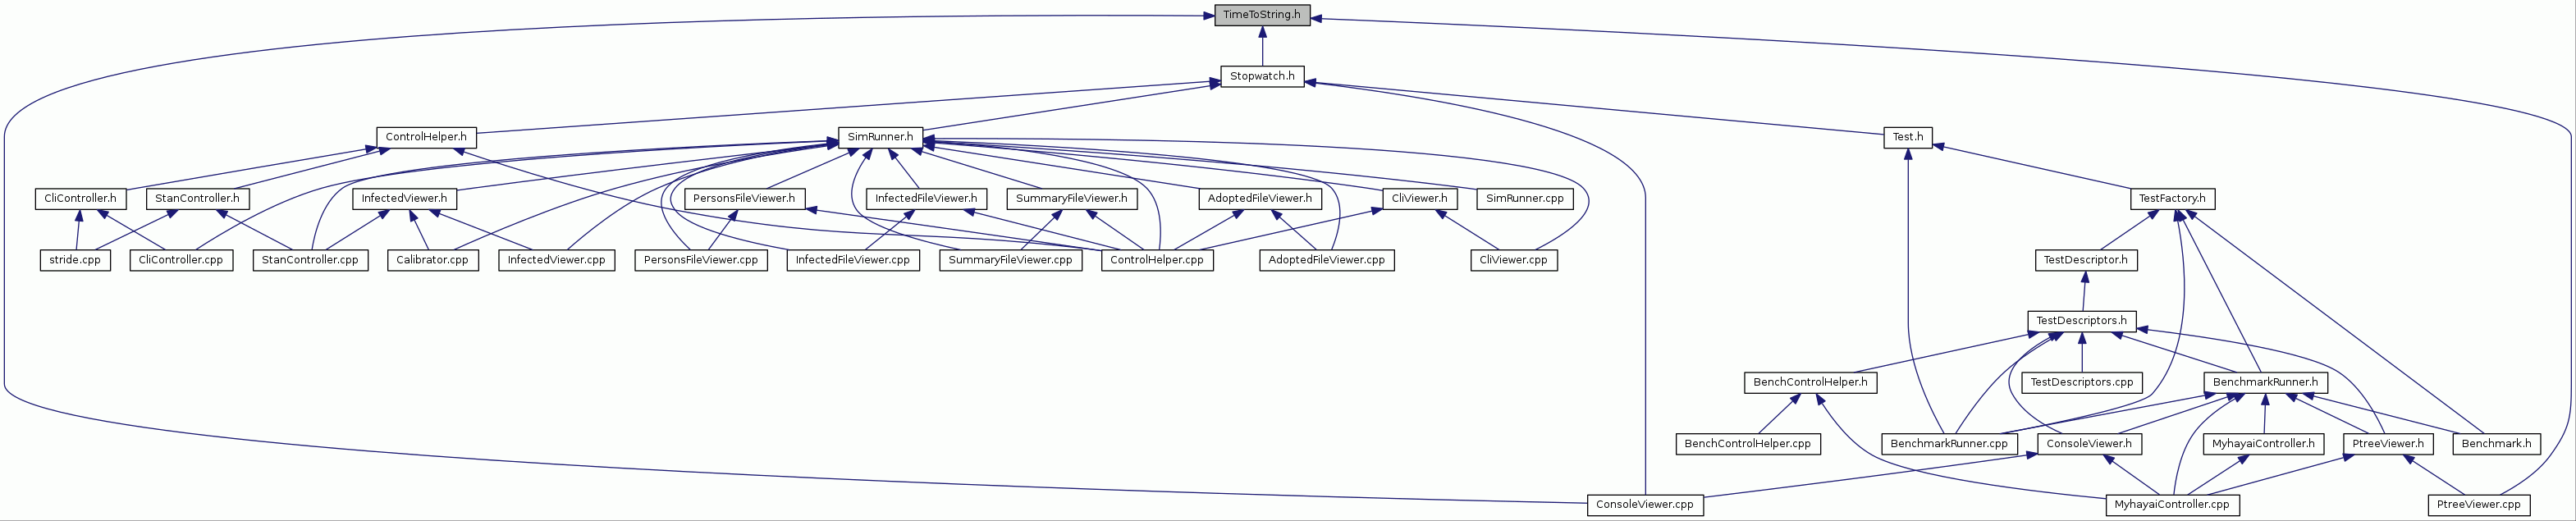 TimeToString.h
Stopwatch.h
ControlHelper.h
SimRunner.h
Test.h
CliController.h
StanController.h
InfectedViewer.h
PersonsFileViewer.h
InfectedFileViewer.h
SummaryFileViewer.h
AdoptedFileViewer.h
CliViewer.h
SimRunner.cpp
TestFactory.h
stride.cpp
CliController.cpp
StanController.cpp
Calibrator.cpp
InfectedViewer.cpp
PersonsFileViewer.cpp
InfectedFileViewer.cpp
SummaryFileViewer.cpp
ControlHelper.cpp
AdoptedFileViewer.cpp
CliViewer.cpp
TestDescriptor.h
TestDescriptors.h
BenchControlHelper.h
TestDescriptors.cpp
BenchmarkRunner.h
BenchControlHelper.cpp
BenchmarkRunner.cpp
ConsoleViewer.h
MyhayaiController.h
PtreeViewer.h
Benchmark.h
ConsoleViewer.cpp
MyhayaiController.cpp
PtreeViewer.cpp